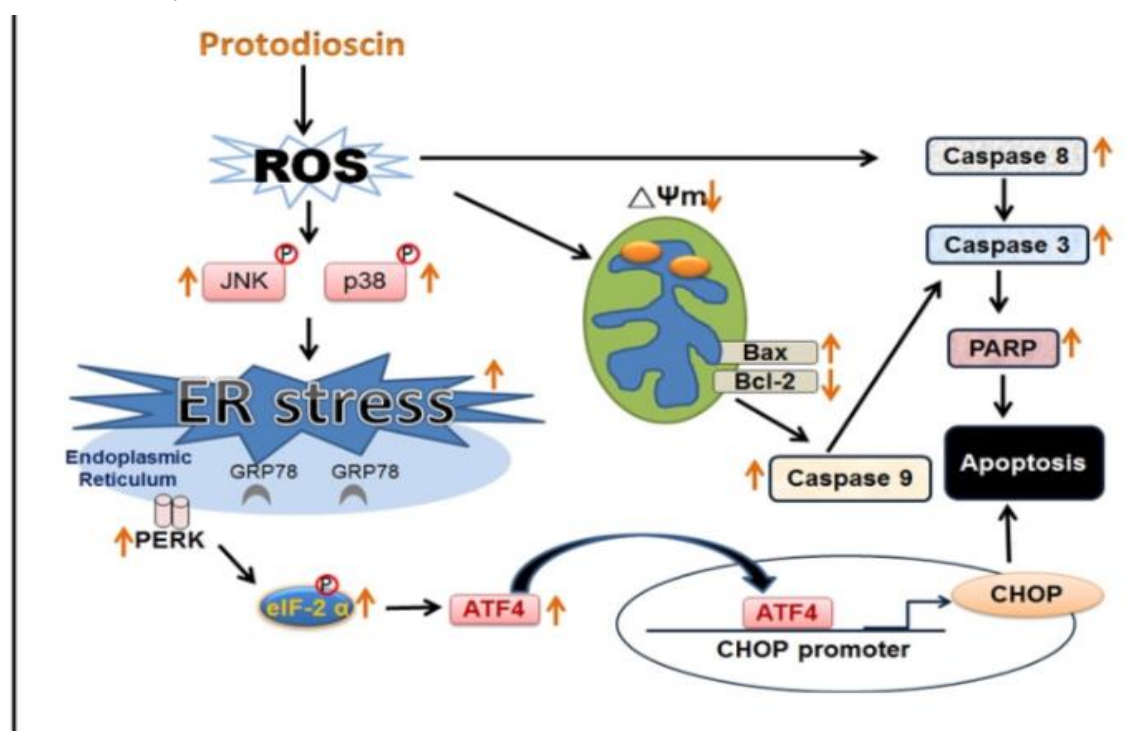 Protodioscin
ROS
Caspase 8
△Ψm
P
P
JNK
p38
Caspase 3
Bax
Bcl-2
PARP
ER stress
Endoplasmic
Reticulum
GRP78
GRP78
Caspase 9
Apoptosis
PERK
P
eIF-2 α
ATF4
ATF4
CHOP
CHOP promoter